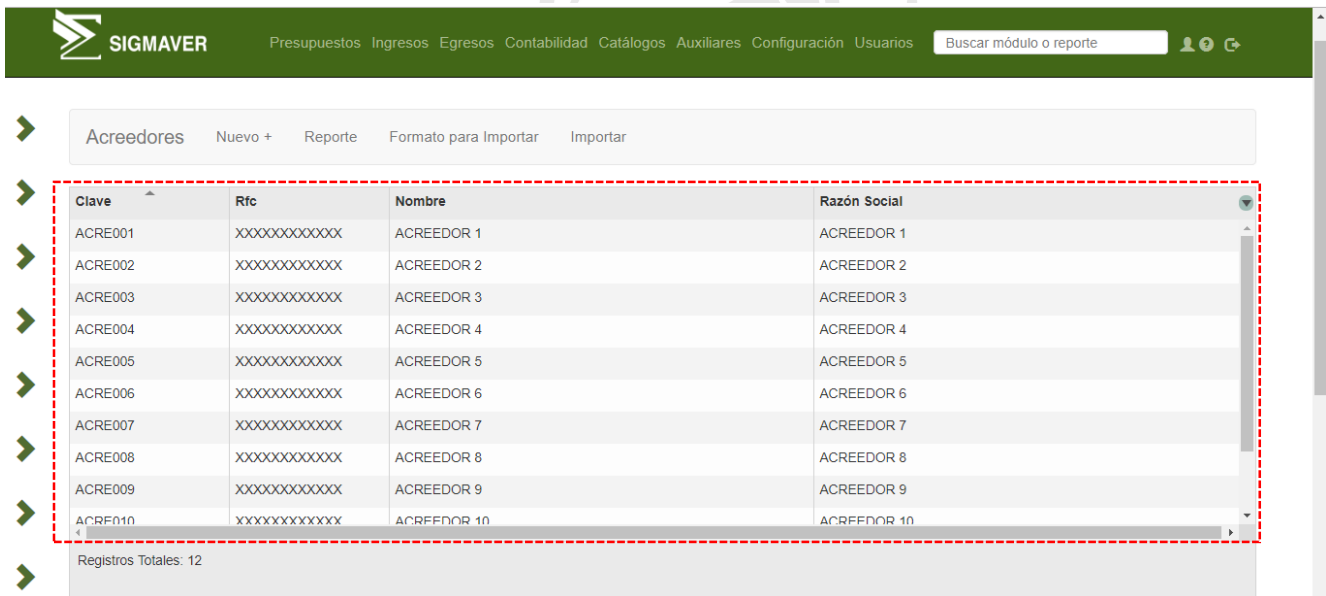 SIGMAVER Presupuestos Ingresos Egresos Contabilidad Catálogos Auxiliares Configuración Usuarios Buscar módulo o reporte
Acreedores Nuevo + Reporte Formato para Importar Importar
Clave Rfc Nombre Razón Social
ACRE001 XXXXXXXXXXXX ACREEDOR 1 ACREEDOR 1
ACRE002 XXXXXXXXXXXX ACREEDOR 2 ACREEDOR 2
ACRE003 XXXXXXXXXXXX ACREEDOR 3 ACREEDOR 3
ACRE004 XXXXXXXXXXXX ACREEDOR 4 ACREEDOR 4
ACRE005 XXXXXXXXXXXX ACREEDOR 5 ACREEDOR 5
ACRE006 XXXXXXXXXXXX ACREEDOR 6 ACREEDOR 6
ACRE007 XXXXXXXXXXXX ACREEDOR 7 ACREEDOR 7
ACRE008 XXXXXXXXXXXX ACREEDOR 8 ACREEDOR 8
ACRE009 XXXXXXXXXXXX ACREEDOR 9 ACREEDOR 9
ACRE010 XXXXXXXXXXXX ACREEDOR 10 ACREEDOR 10
Registros Totales: 12